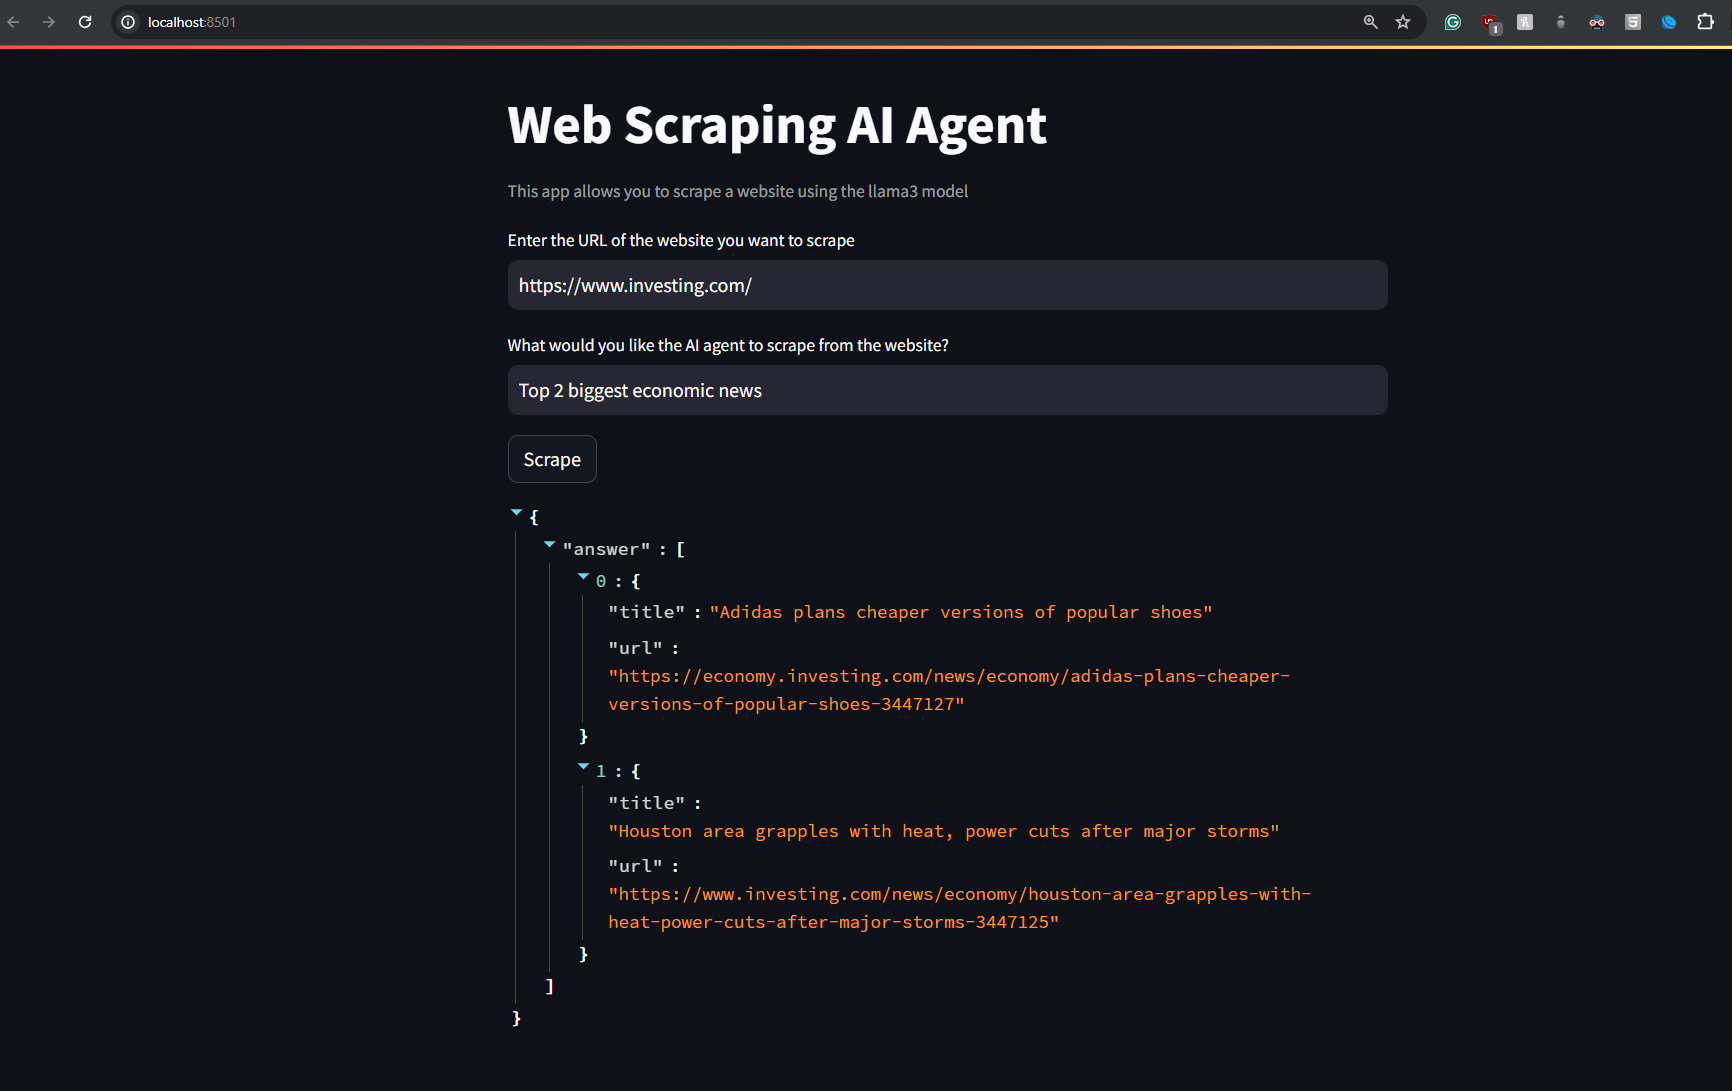 localhost:8501
1
Web Scraping AI Agent
This app allows you to scrape a website using the llama3 model
Enter the URL of the website you want to scrape
https://www.investing.com/
What would you like the AI agent to scrape from the website?
Top 2 biggest economic news
Scrape
{
"answer" : [
0 : {
"title" : "Adidas plans cheaper versions of popular shoes"
"url" :
"https://economy.investing.com/news/economy/adidas-plans-cheaper-
versions-of-popular-shoes-3447127"
}
1 : {
"title" :
"Houston area grapples with heat, power cuts after major storms"
"url" :
"https://www.investing.com/news/economy/houston-area-grapples-with-
heat-power-cuts-after-major-storms-3447125"
}
]
}